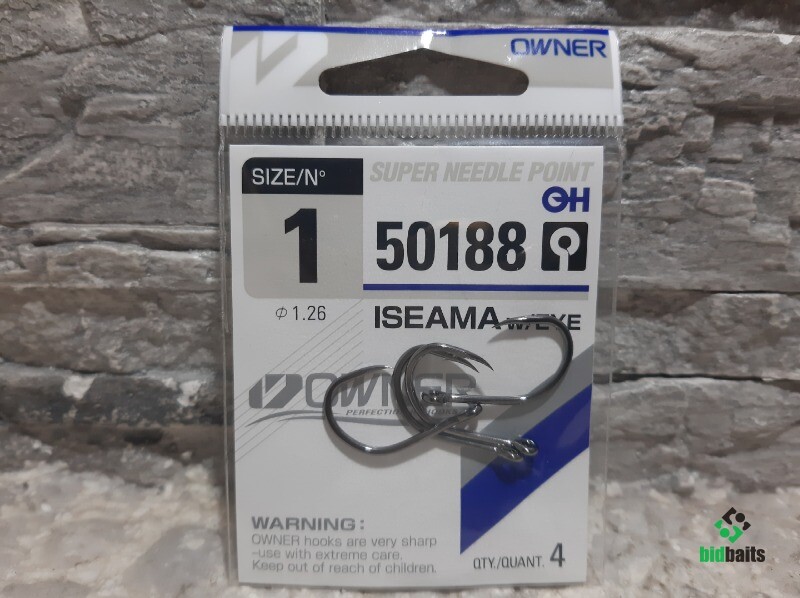 OWNER
SIZE/Nº
1
SUPER NEEDLE POINT
OH
50188
φ 1.26
ISEAMA W/EYE
OWNER
WARNING:
OWNER hooks are very sharp
-use with extreme care.
Keep out of reach of children.
QTY./QUANT. 4
bidbaits